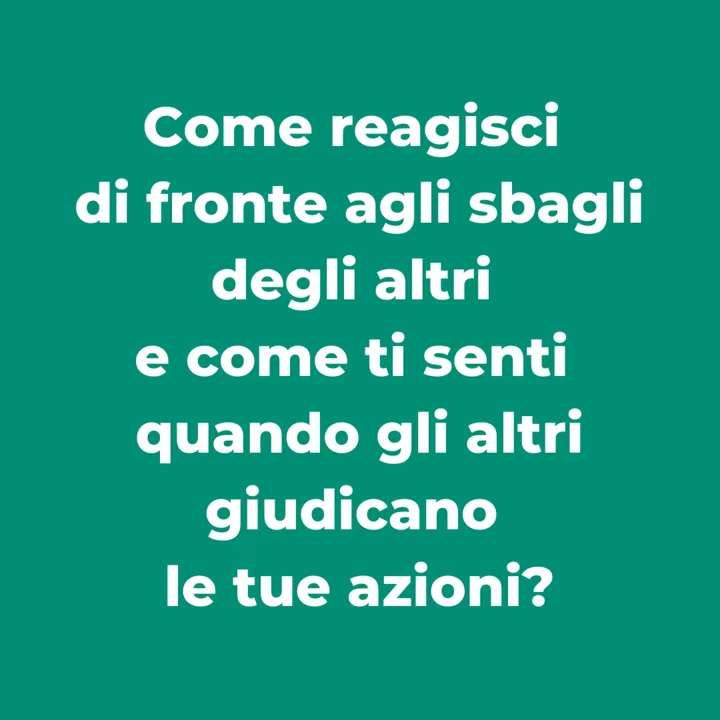 Come reagisci
di fronte agli sbagli
degli altri
e come ti senti
quando gli altri
giudicano
le tue azioni?